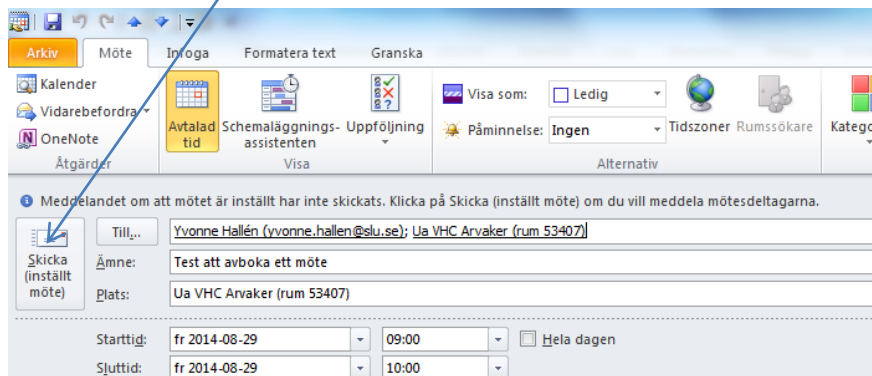 Arkiv Möte Infoga Formatera text Granska
Kalender
Vidarebefordra
OneNote
Åtgärder
Avtalad tid
Schemaläggnings-assistenten
Uppföljning
Visa
Visa som: Ledig
Påminnelse: Ingen
Tidszoner Rumssökare
Alternativ
Katego
Meddelandet om att mötet är inställt har inte skickats. Klicka på Skicka (inställt möte) om du vill meddela mötesdeltagarna.
Skicka
(inställt
möte)
Till... Yvonne Hallén (yvonne.hallen@slu.se); Ua VHC Arvaker (rum 53407)
Ämne: Test att avboka ett möte
Plats: Ua VHC Arvaker (rum 53407)
Starttid: fr 2014-08-29 09:00 Hela dagen
Sluttid: fr 2014-08-29 10:00